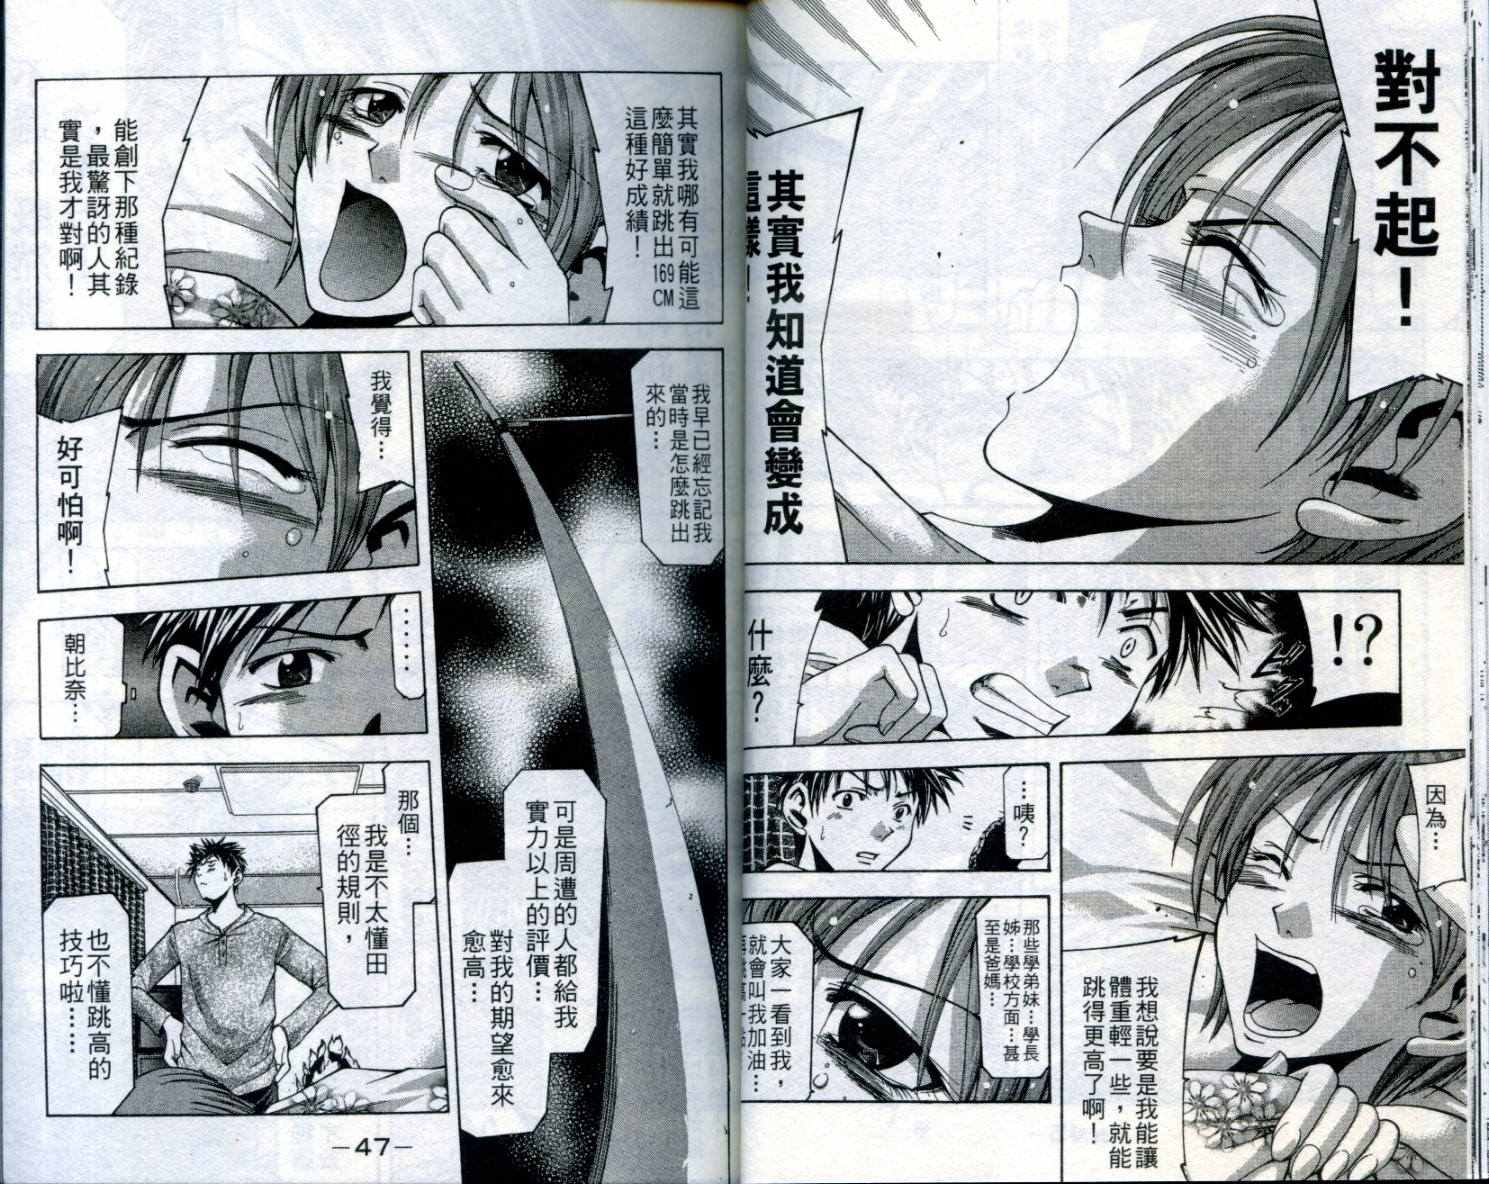 對不起！
其實我知道會變成
這樣！
!?
什麼？
因為…
我想說要是我能讓
體重輕一些，就能
跳得更高了啊！
…咦？
那些學弟妹…學長
姊…學校方面…甚
至是爸媽…
大家一看到我，
就會叫我加油…
其實我哪有可能這
麼簡單就跳出169CM
這種好成績！
能創下那種紀錄
，最驚訝的人其
實是我才對啊！
我早已經忘記我
當時是怎麼跳出
來的…
可是周遭的人都給我
實力以上的評價…
對我的期望愈來
愈高…
我覺得…
好可怕啊！
……
朝比奈…
那個…
我是不太懂田
徑的規則，
也不懂跳高的
技巧啦……
－47－